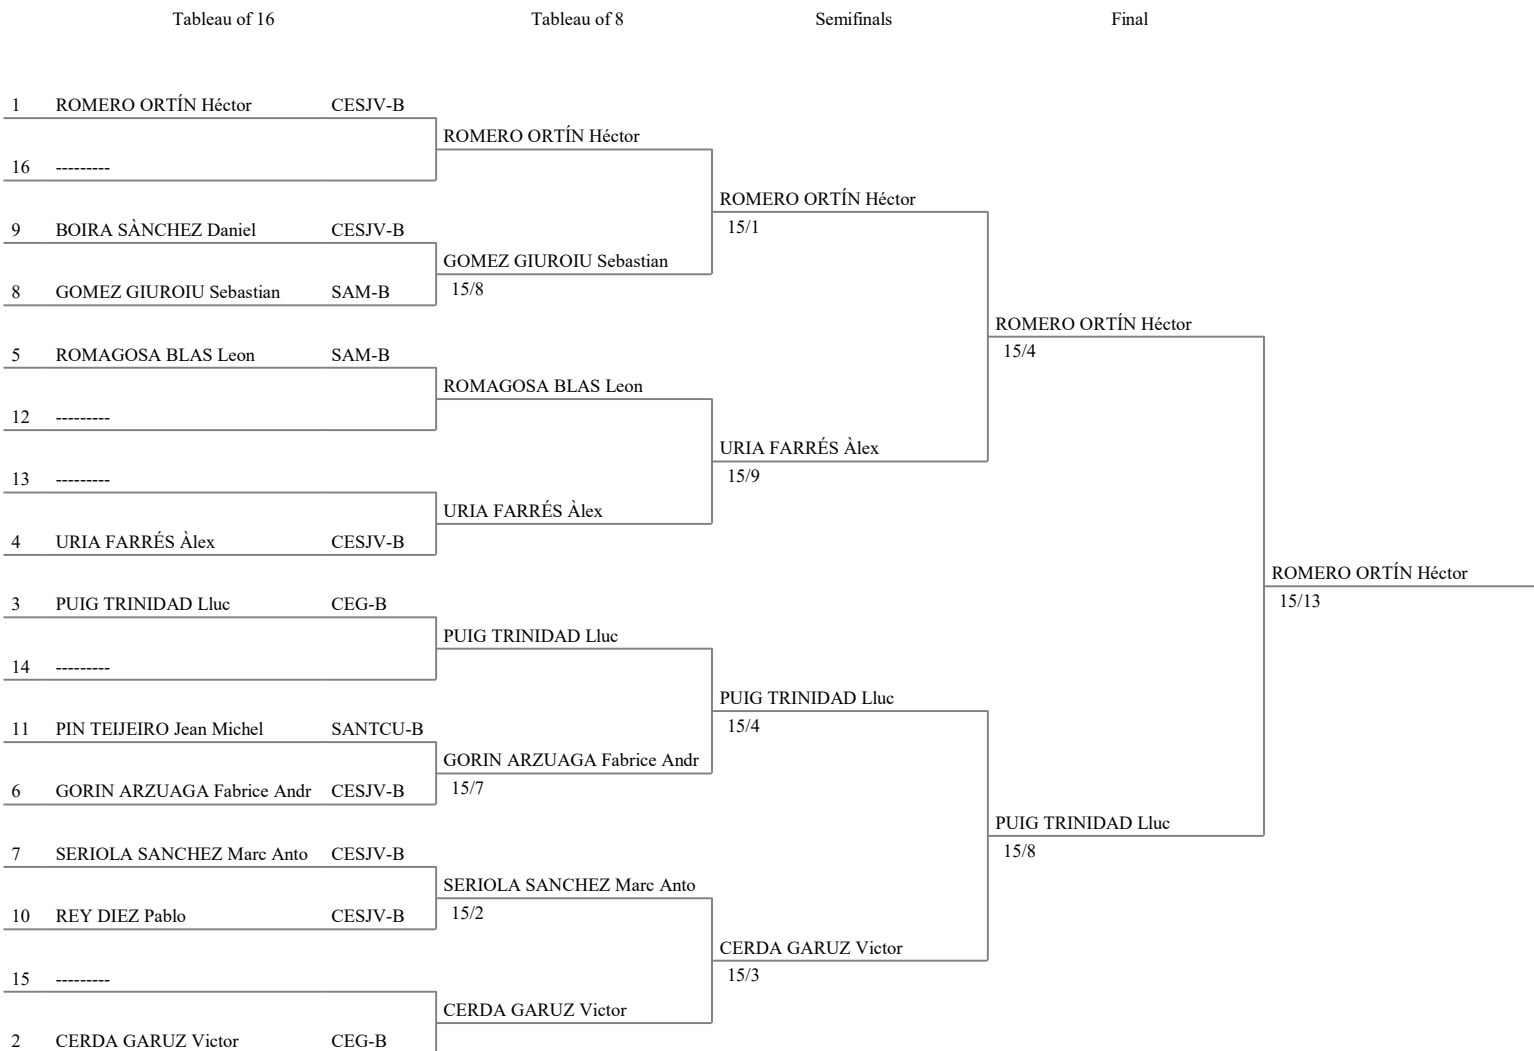 Tableau of 16 Tableau of 8 Semifinals Final
1 ROMERO ORTÍN Héctor CESJV-B
ROMERO ORTÍN Héctor
16 ---------
ROMERO ORTÍN Héctor
15/1
9 BOIRA SÀNCHEZ Daniel CESJV-B
GOMEZ GIUROIU Sebastian
15/8
8 GOMEZ GIUROIU Sebastian SAM-B
ROMERO ORTÍN Héctor
15/4
5 ROMAGOSA BLAS Leon SAM-B
ROMAGOSA BLAS Leon
12 ---------
URIA FARRÉS Àlex
15/9
13 ---------
URIA FARRÉS Àlex
4 URIA FARRÉS Àlex CESJV-B
ROMERO ORTÍN Héctor
15/13
3 PUIG TRINIDAD Lluc CEG-B
PUIG TRINIDAD Lluc
14 ---------
PUIG TRINIDAD Lluc
15/4
11 PIN TEIJEIRO Jean Michel SANTCU-B
GORIN ARZUAGA Fabrice Andr
15/7
6 GORIN ARZUAGA Fabrice Andr CESJV-B
PUIG TRINIDAD Lluc
15/8
7 SERIOLA SANCHEZ Marc Anto CESJV-B
SERIOLA SANCHEZ Marc Anto
15/2
10 REY DIEZ Pablo CESJV-B
CERDA GARUZ Victor
15/3
15 ---------
CERDA GARUZ Victor
2 CERDA GARUZ Victor CEG-B